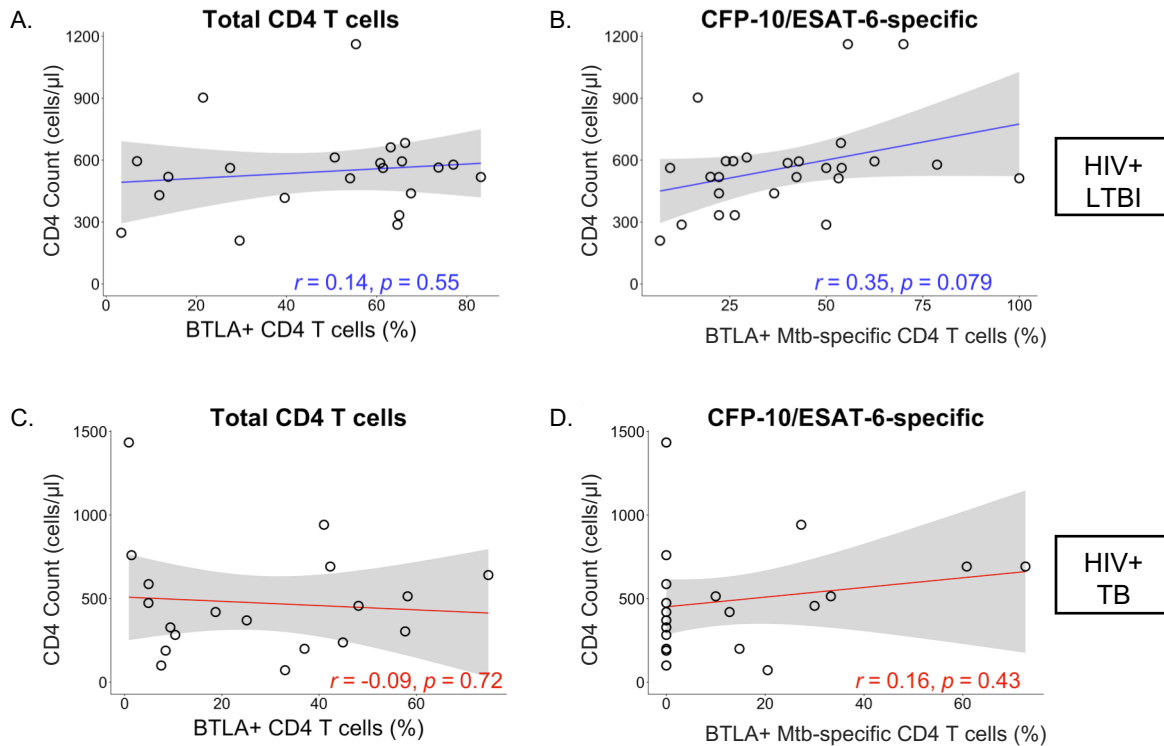 A.
Total CD4 T cells
CD4 Count (cells/µl)
1200
900
600
300
0
0 20 40 60 80
r = 0.14, p = 0.55
BTLA+ CD4 T cells (%)
B.
CFP-10/ESAT-6-specific
CD4 Count (cells/µl)
1200
900
600
300
0
25 50 75 100
r = 0.35, p = 0.079
BTLA+ Mtb-specific CD4 T cells (%)
HIV+
LTBI
C.
Total CD4 T cells
CD4 Count (cells/µl)
1500
1000
500
0
0 20 40 60
r = -0.09, p = 0.72
BTLA+ CD4 T cells (%)
D.
CFP-10/ESAT-6-specific
CD4 Count (cells/µl)
1500
1000
500
0
0 20 40 60
r = 0.16, p = 0.43
BTLA+ Mtb-specific CD4 T cells (%)
HIV+
TB